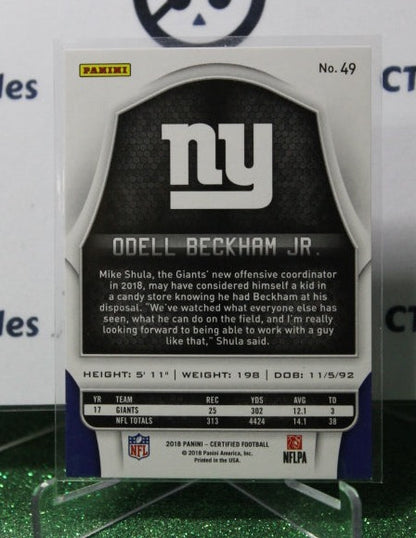 PANINI
No. 49
ny
ODELL BECKHAM JR.
Mike Shula, the Giants' new offensive coordinator
in 2018, may have considered himself a kid in
a candy store knowing he had Beckham at his
disposal. "We've watched what everyone else has
seen, what he can do on the field, and I'm really
looking forward to being able to work with a guy
like that," Shula said.
HEIGHT: 5' 11" | WEIGHT: 198 | DOB: 11/5/92
YR TEAM REC YDS AVG TD
17 GIANTS 25 302 12.1 3
NFL TOTALS 313 4424 14.1 38
NFL
2018 PANINI – CERTIFIED FOOTBALL
© 2018 Panini America, Inc.
Printed in the USA.
NFLPA
CT
les
ctables
CT